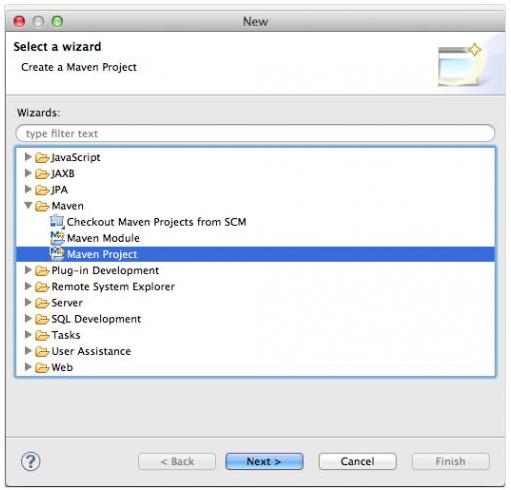 New
Select a wizard
Create a Maven Project
Wizards:
type filter text
JavaScript
JAXB
JPA
Maven
Checkout Maven Projects from SCM
Maven Module
Maven Project
Plug-in Development
Remote System Explorer
Server
SQL Development
Tasks
User Assistance
Web
? < Back Next > Cancel Finish